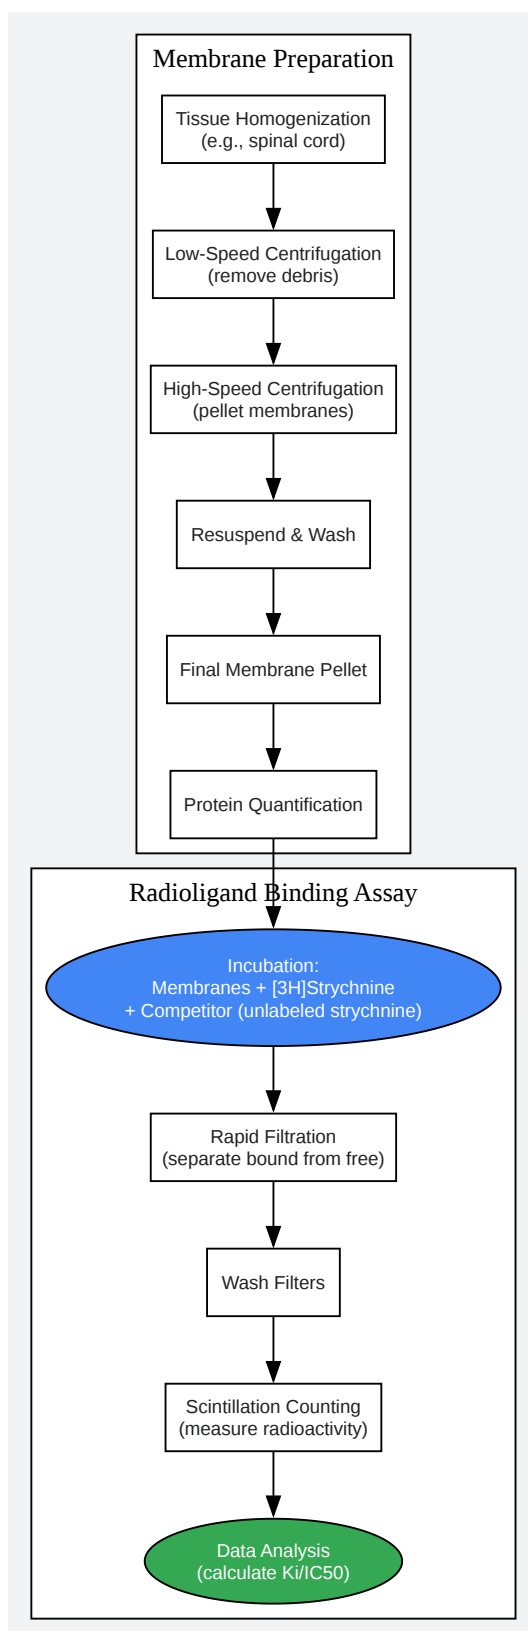 Membrane Preparation
Tissue Homogenization
(e.g., spinal cord)
Low-Speed Centrifugation
(remove debris)
High-Speed Centrifugation
(pellet membranes)
Resuspend & Wash
Final Membrane Pellet
Protein Quantification
Radioligand Binding Assay
Incubation:
Membranes + [3H]Strychnine
+ Competitor (unlabeled strychnine)
Rapid Filtration
(separate bound from free)
Wash Filters
Scintillation Counting
(measure radioactivity)
Data Analysis
(calculate Ki/IC50)